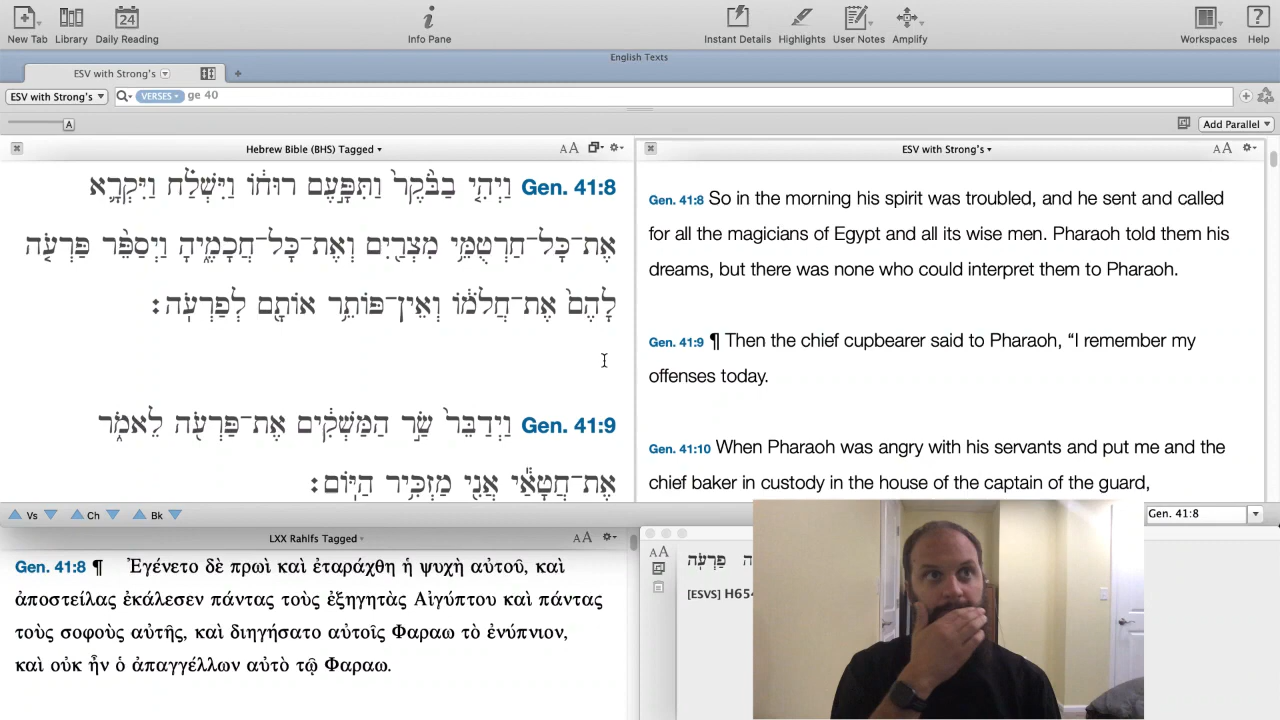 New Tab Library Daily Reading Info Pane Instant Details Highlights User Notes Amplify Workspaces Help
24
English Texts
ESV with Strong's
ESV with Strong's VERSES ge 40
A Add Parallel
Hebrew Bible (BHS) Tagged
Gen. 41:8 וַיְהִ֤י בַבֹּ֙קֶר֙ וַתִּפָּ֣עֶם רוּח֔וֹ וַיִּשְׁלַ֗ח וַיִּקְרָ֛א
אֶת־כָּל־חַרְטֻמֵּ֥י מִצְרַ֖יִם וְאֶת־כָּל־חֲכָמֶ֑יהָ וַיְסַפֵּ֨ר פַּרְעֹ֤ה
לָהֶם֙ אֶת־חֲלֹמ֔וֹ וְאֵין־פּוֹתֵ֥ר אוֹתָ֖ם לְפַרְעֹֽה׃
Gen. 41:9 וַיְדַבֵּר֙ שַׂ֣ר הַמַּשְׁקִ֔ים אֶת־פַּרְעֹ֖ה לֵאמֹ֑ר
אֶת־חֲטָאַ֕י אֲנִ֖י מַזְכִּ֥יר הַיּֽוֹם׃
ESV with Strong's
Gen. 41:8 So in the morning his spirit was troubled, and he sent and called
for all the magicians of Egypt and all its wise men. Pharaoh told them his
dreams, but there was none who could interpret them to Pharaoh.
Gen. 41:9 ¶ Then the chief cupbearer said to Pharaoh, “I remember my
offenses today.
Gen. 41:10 When Pharaoh was angry with his servants and put me and the
chief baker in custody in the house of the captain of the guard,
Vs Ch Bk Gen. 41:8
LXX Rahlfs Tagged
Gen. 41:8 ¶ Ἐγένετο δὲ πρωὶ καὶ ἐταράχθη ἡ ψυχὴ αὐτοῦ, καὶ
ἀποστείλας ἐκάλεσεν πάντας τοὺς ἐξηγητὰς Αἰγύπτου καὶ πάντας
τοὺς σοφοὺς αὐτῆς, καὶ διηγήσατο αὐτοῖς Φαραω τὸ ἐνύπνιον,
καὶ οὐκ ἦν ὁ ἀπαγγέλλων αὐτὸ τῷ Φαραω.
פַּרְעֹֽה
[ESVS] H654